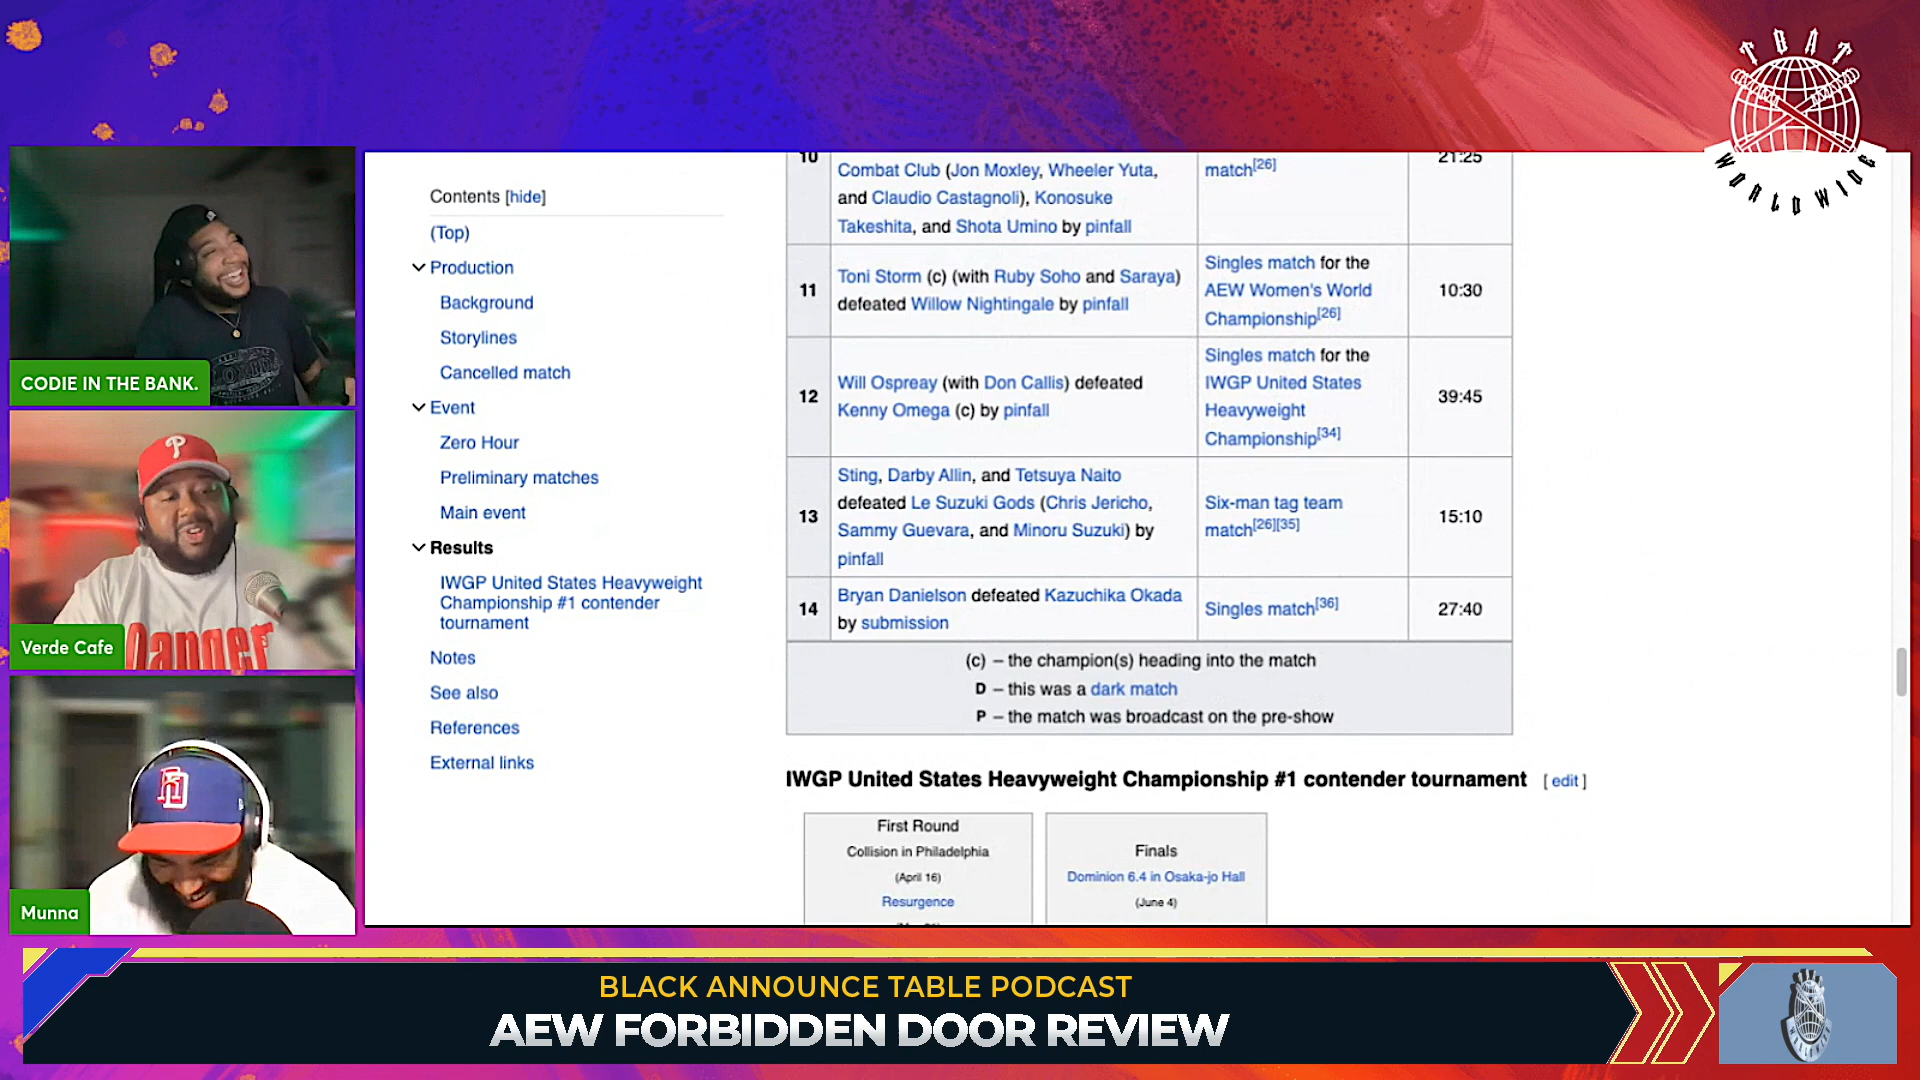 TBAT
WORLDWIDE
CODIE IN THE BANK.
P
Danger
Verde Cafe
Munna
Contents [hide]
(Top)
Production
Background
Storylines
Cancelled match
Event
Zero Hour
Preliminary matches
Main event
Results
IWGP United States Heavyweight
Championship #1 contender
tournament
Notes
See also
References
External links
10
Combat Club (Jon Moxley, Wheeler Yuta,
and Claudio Castagnoli), Konosuke
Takeshita, and Shota Umino by pinfall
match[26]
21:25
11
Toni Storm (c) (with Ruby Soho and Saraya)
defeated Willow Nightingale by pinfall
Singles match for the
AEW Women's World
Championship[26]
10:30
12
Will Ospreay (with Don Callis) defeated
Kenny Omega (c) by pinfall
Singles match for the
IWGP United States
Heavyweight
Championship[34]
39:45
13
Sting, Darby Allin, and Tetsuya Naito
defeated Le Suzuki Gods (Chris Jericho,
Sammy Guevara, and Minoru Suzuki) by
pinfall
Six-man tag team
match[26][35]
15:10
14
Bryan Danielson defeated Kazuchika Okada
by submission
Singles match[36]
27:40
(c) – the champion(s) heading into the match
D – this was a dark match
P – the match was broadcast on the pre-show
IWGP United States Heavyweight Championship #1 contender tournament [ edit ]
First Round
Collision in Philadelphia
(April 16)
Resurgence
Finals
Dominion 6.4 in Osaka-jo Hall
(June 4)
BLACK ANNOUNCE TABLE PODCAST
AEW FORBIDDEN DOOR REVIEW